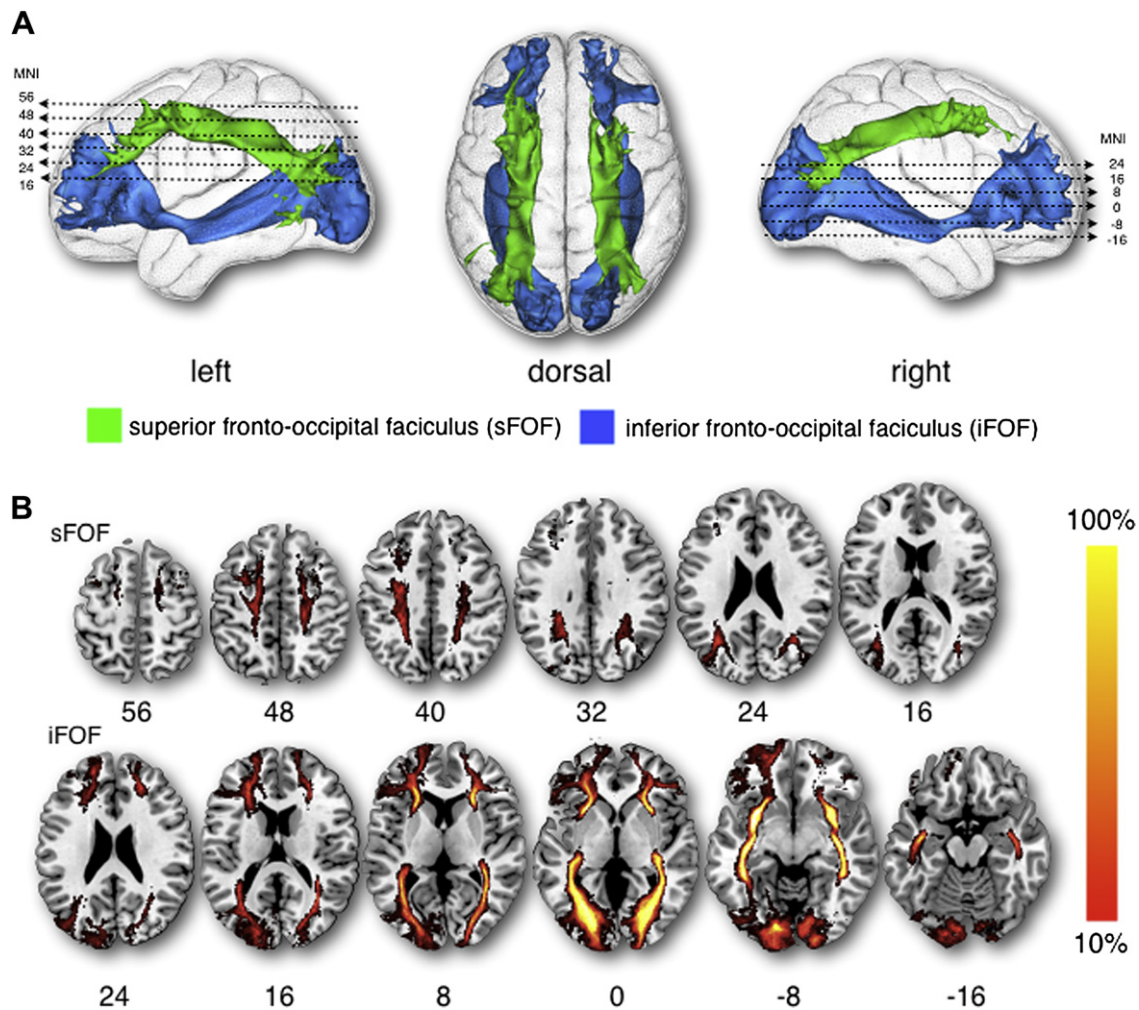 A
MNI
56
48
40
32
24
16
MNI
24
16
8
0
-8
-16
left
dorsal
right
superior fronto-occipital faciculus (sFOF)
inferior fronto-occipital faciculus (iFOF)
B
sFOF
100%
56
48
40
32
24
16
iFOF
10%
24
16
8
0
-8
-16